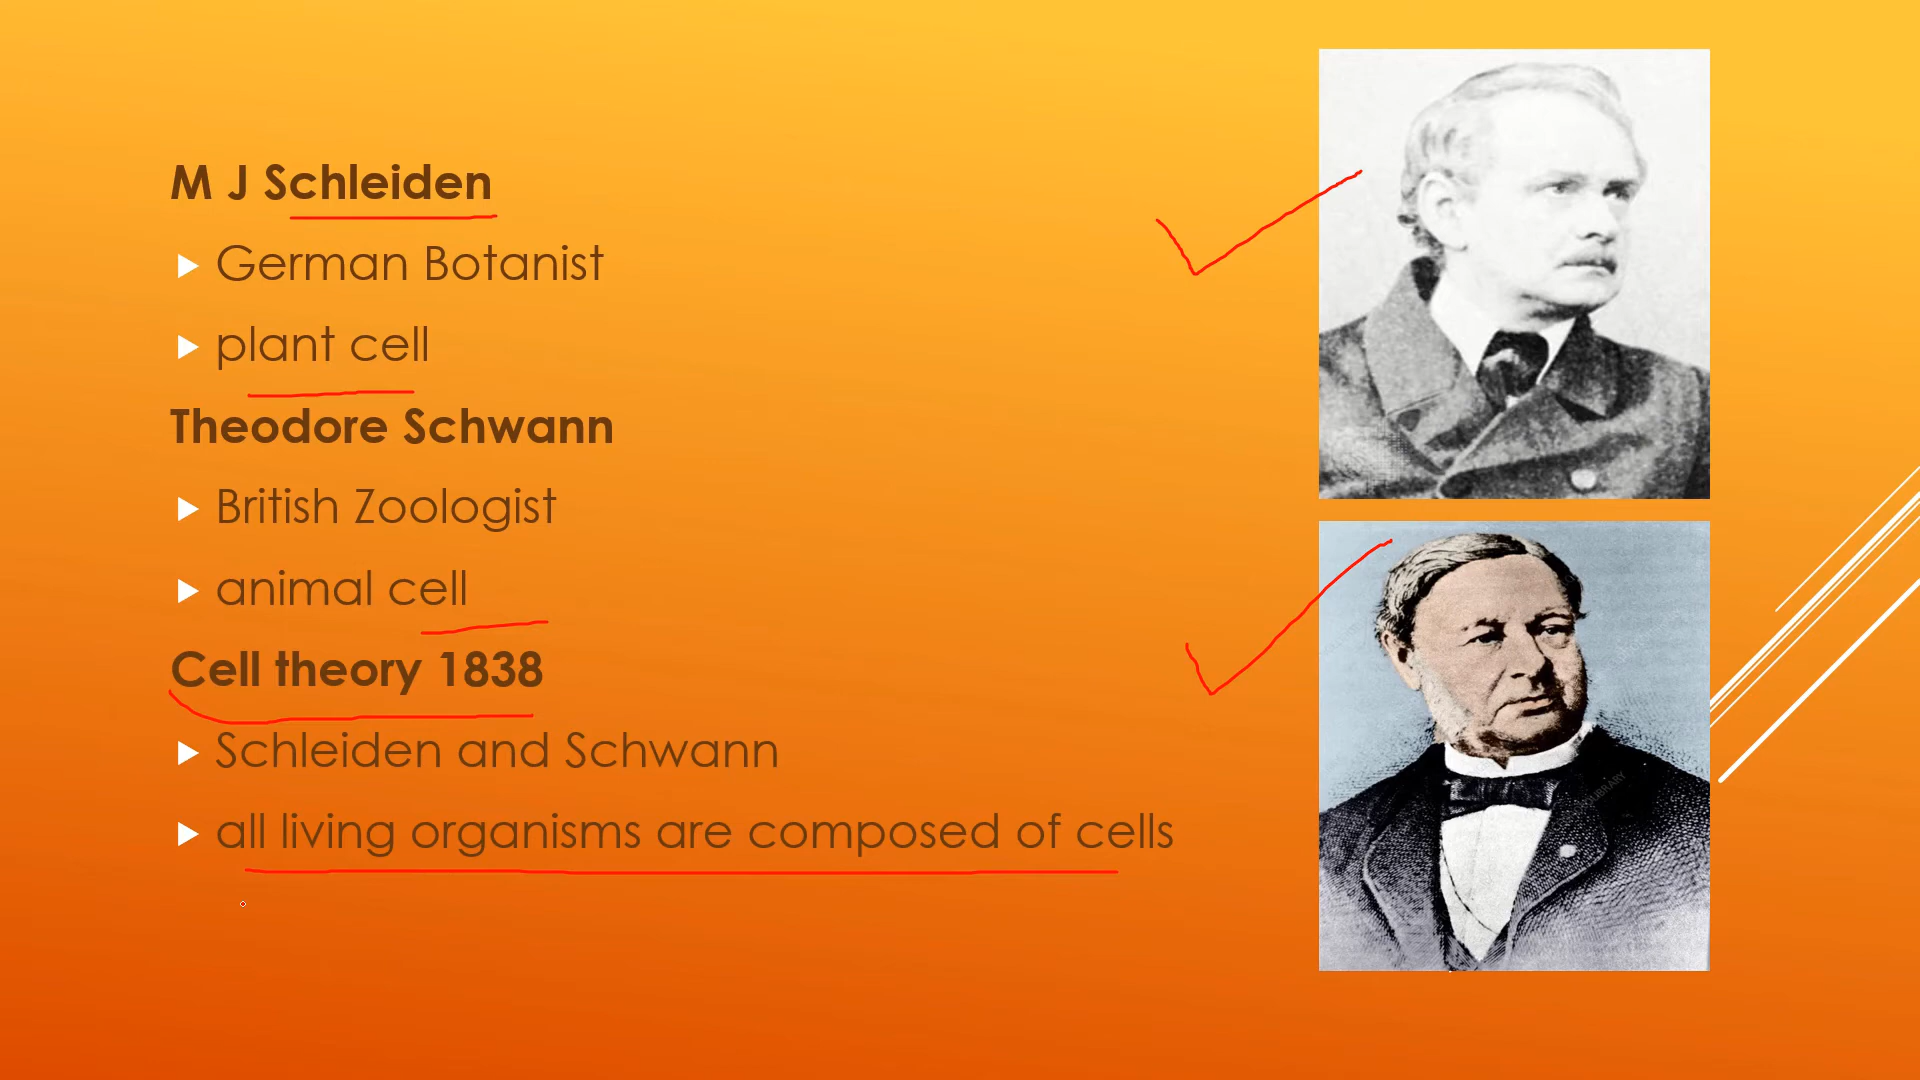 M J Schleiden
German Botanist
plant cell
Theodore Schwann
British Zoologist
animal cell
Cell theory 1838
Schleiden and Schwann
all living organisms are composed of cells